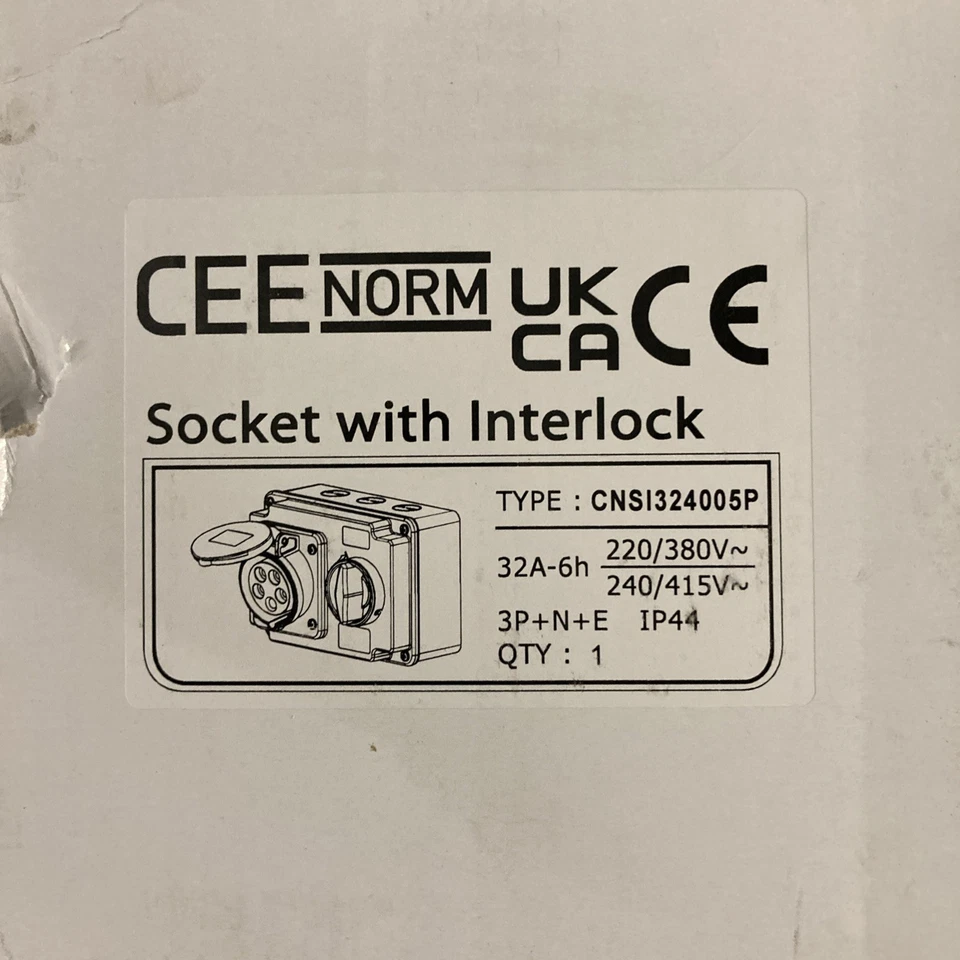 CEE NORM UK CA CE
Socket with Interlock
TYPE : CNSI324005P
32A-6h 220/380V~
240/415V~
3P+N+E IP44
QTY : 1